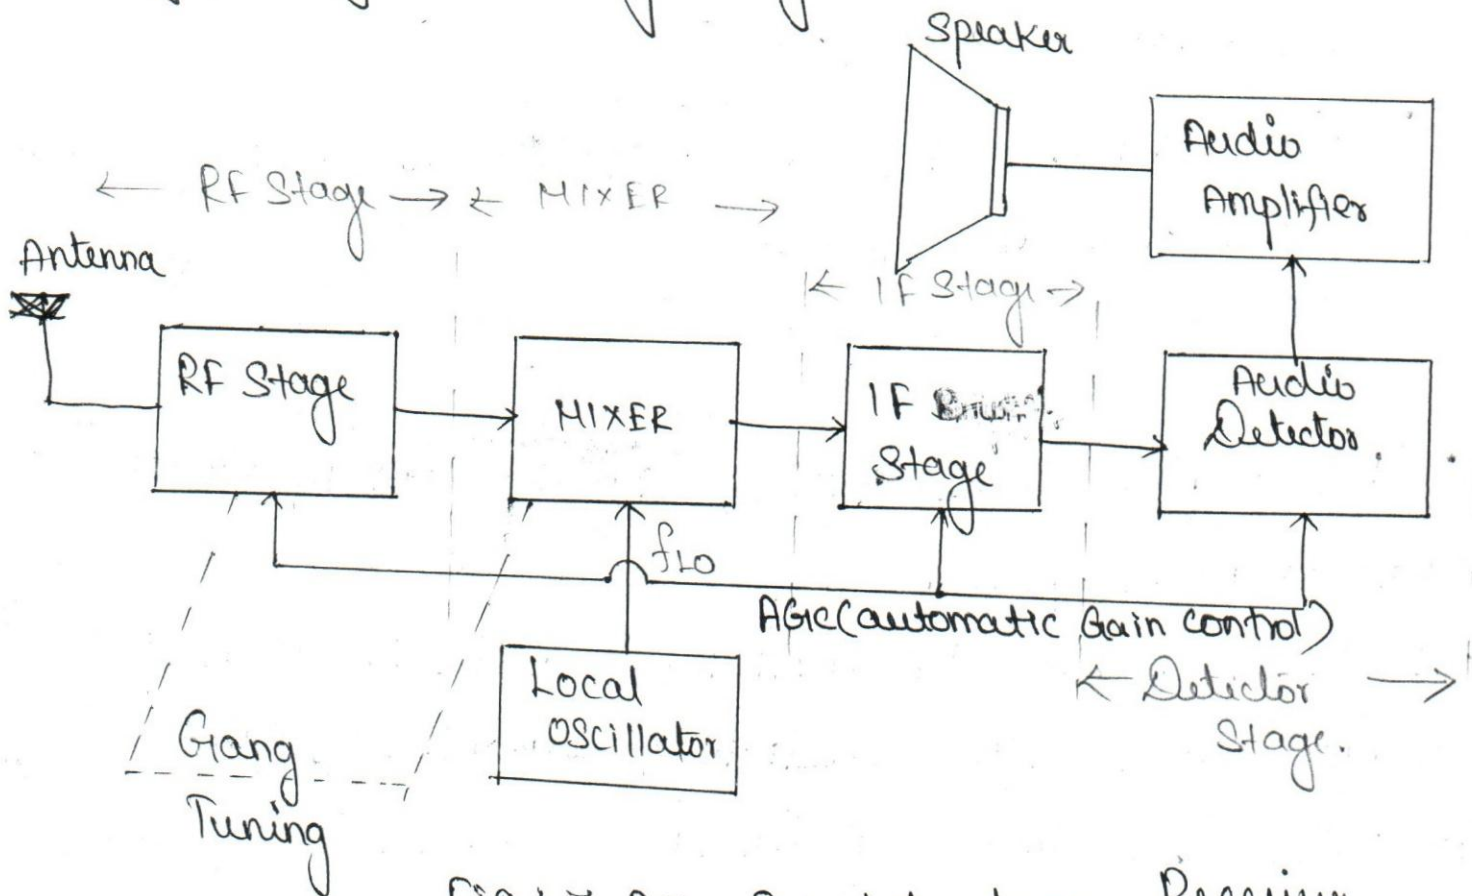 Speaker
Audio
Amplifier
← RF Stage →
← MIXER →
Antenna
← IF Stage →
RF Stage
MIXER
IF
Stage
Audio
Detector.
fLO
AGC(automatic Gain control)
Local
Oscillator
← Detector →
Stage.
Gang
Tuning
Receiver